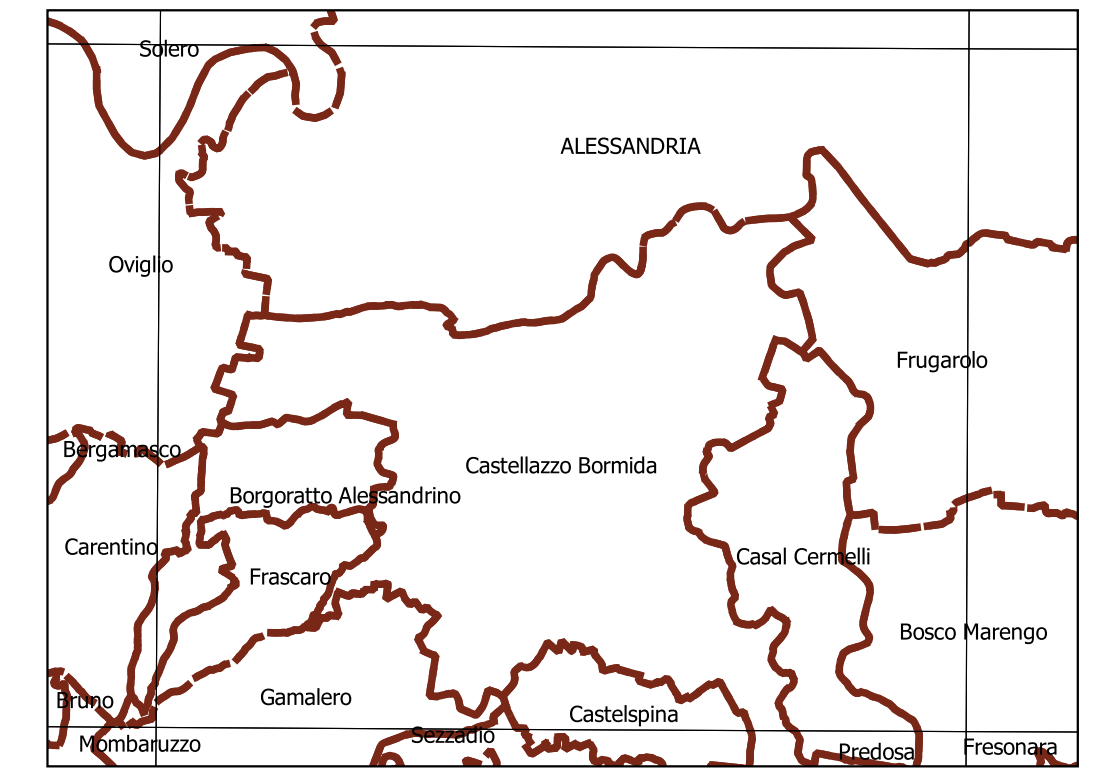 Solero
ALESSANDRIA
Oviglio
Frugarolo
Bergamasco
Castellazzo Bormida
Borgoratto Alessandrino
Carentino
Casal Cermelli
Frascaro
Bosco Marengo
Bruno
Gamalero
Castelspina
Sezzadio
Mombaruzzo
Predosa
Fresonara